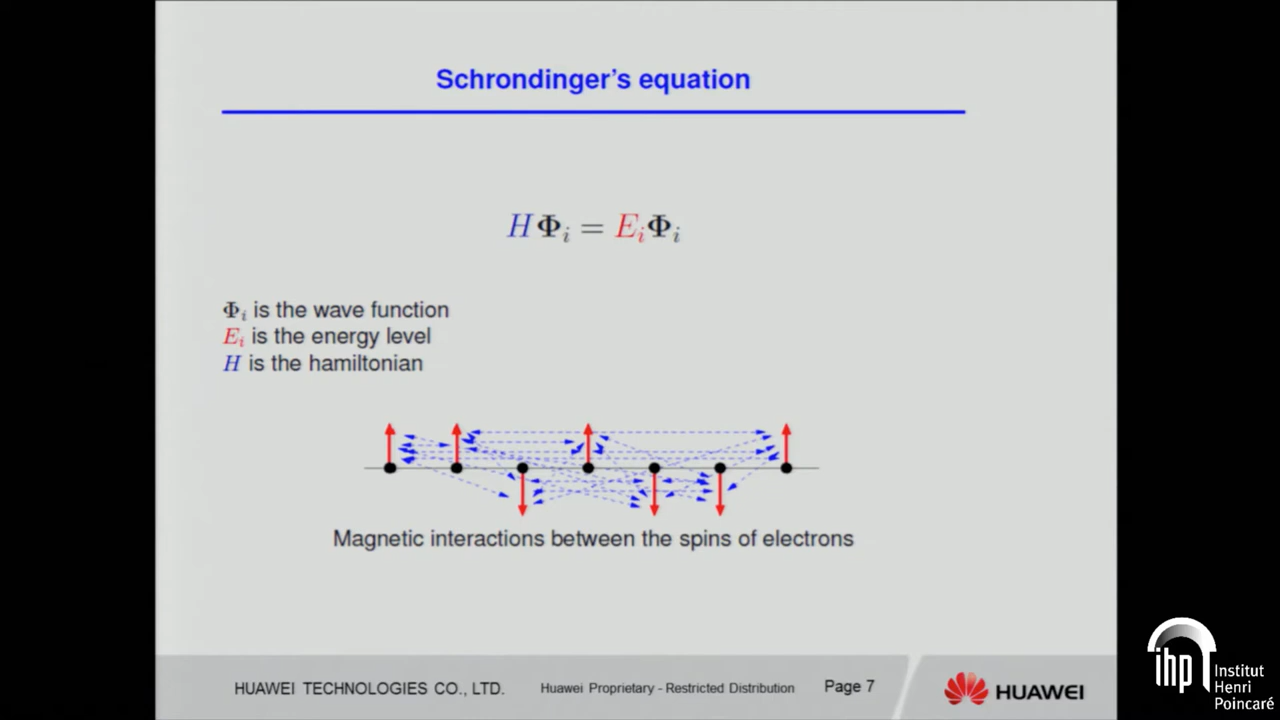 Schrondinger's equation
HΦᵢ = EᵢΦᵢ
Φᵢ is the wave function
Eᵢ is the energy level
H is the hamiltonian
Magnetic interactions between the spins of electrons
HUAWEI TECHNOLOGIES CO., LTD.
Huawei Proprietary - Restricted Distribution
Page 7
HUAWEI
ihp
Institut
Henri
Poincaré